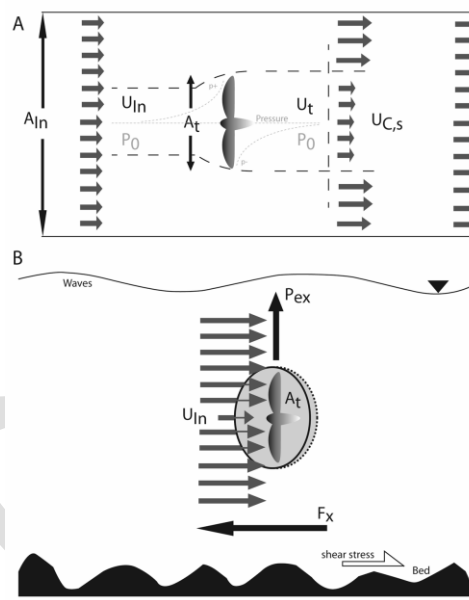 A
A_In
U_In
P_0
A_t
P+
Pressure
P-
U_t
P_0
U_C,s
B
Waves
P_ex
U_In
A_t
F_x
shear stress
Bed